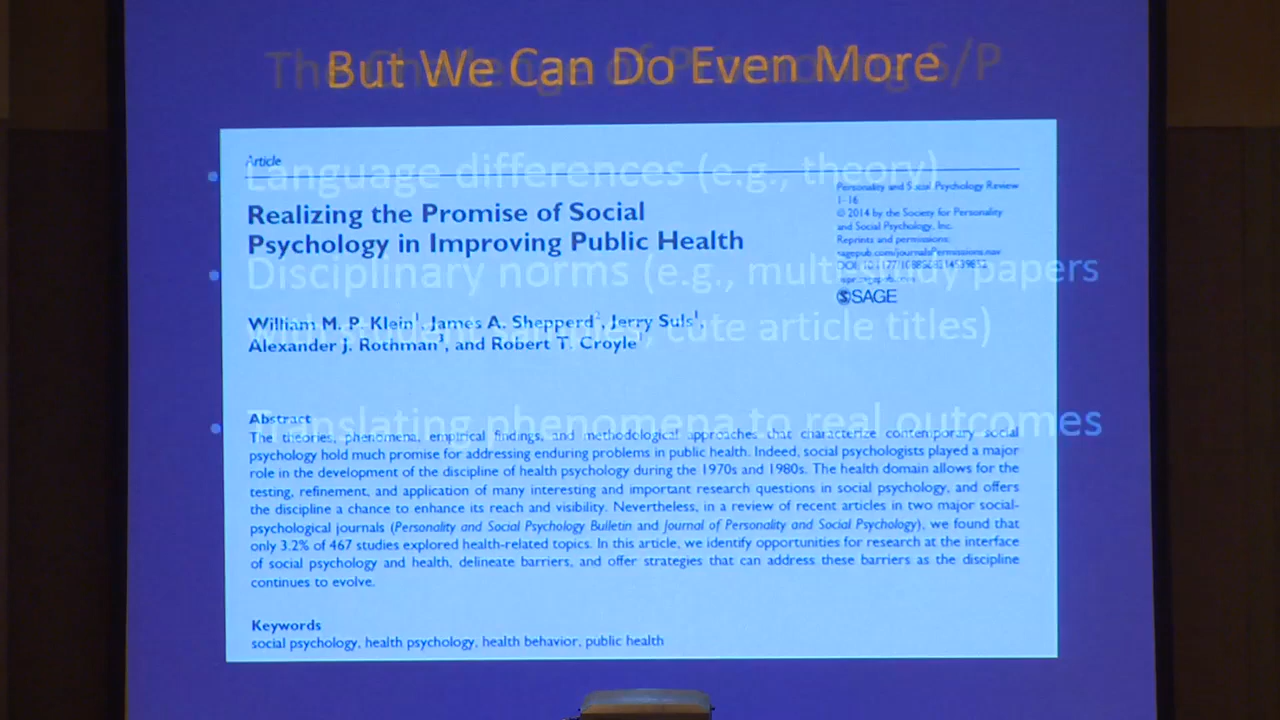 But We Can Do Even More
Article
Realizing the Promise of Social
Psychology in Improving Public Health
Personality and Social Psychology Review
1-16
© 2014 by the Society for Personality
and Social Psychology, Inc.
Reprints and permissions:
sagepub.com/journalsPermissions.nav
SAGE
William M. P. Klein¹, James A. Shepperd², Jerry Suls¹,
Alexander J. Rothman³, and Robert T. Croyle¹
Abstract
The theories, phenomena, empirical findings, and methodological approaches that characterize contemporary social
psychology hold much promise for addressing enduring problems in public health. Indeed, social psychologists played a major
role in the development of the discipline of health psychology during the 1970s and 1980s. The health domain allows for the
testing, refinement, and application of many interesting and important research questions in social psychology, and offers
the discipline a chance to enhance its reach and visibility. Nevertheless, in a review of recent articles in two major social-
psychological journals (Personality and Social Psychology Bulletin and Journal of Personality and Social Psychology), we found that
only 3.2% of 467 studies explored health-related topics. In this article, we identify opportunities for research at the interface
of social psychology and health, delineate barriers, and offer strategies that can address these barriers as the discipline
continues to evolve.
Keywords
social psychology, health psychology, health behavior, public health
The of S/P
• Language differences (e.g., theory)
• Disciplinary norms (e.g., multi-study papers
cute article titles)
• Translating phenomena to real outcomes